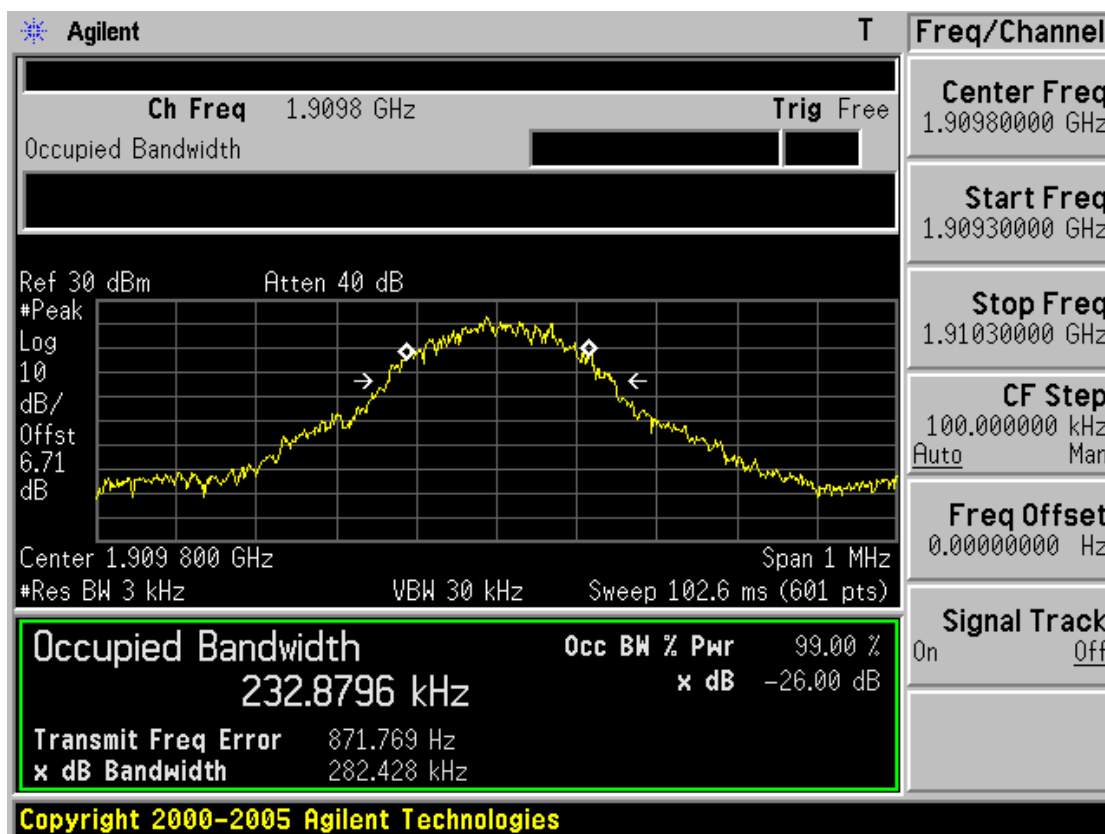 Agilent T
Ch Freq 1.9098 GHz Trig Free
Occupied Bandwidth
Ref 30 dBm Atten 40 dB
#Peak
Log
10
dB/
Offst
6.71
dB
Center 1.909 800 GHz Span 1 MHz
#Res BW 3 kHz VBW 30 kHz Sweep 102.6 ms (601 pts)
Occupied Bandwidth Occ BW % Pwr 99.00 %
232.8796 kHz x dB -26.00 dB
Transmit Freq Error 871.769 Hz
x dB Bandwidth 282.428 kHz
Copyright 2000-2005 Agilent Technologies
Freq/Channel
Center Freq
1.90980000 GHz
Start Freq
1.90930000 GHz
Stop Freq
1.91030000 GHz
CF Step
100.000000 kHz
Auto Man
Freq Offset
0.00000000 Hz
Signal Track
On Off